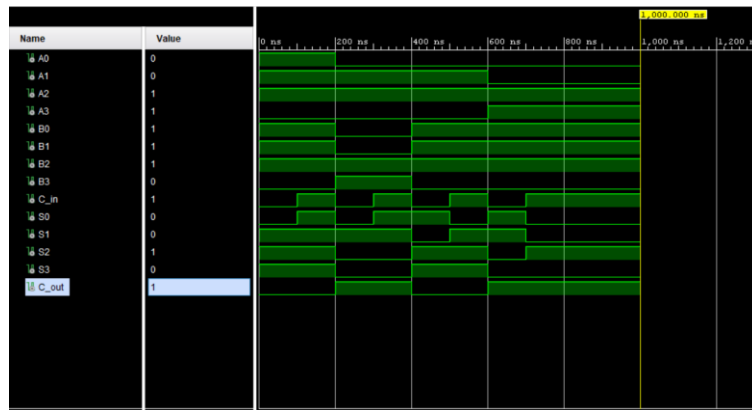 1,000.000 ns
Name Value
0 ns 200 ns 400 ns 600 ns 800 ns 1,000 ns 1,200
A0 0
A1 0
A2 1
A3 1
B0 1
B1 1
B2 1
B3 0
C_in 1
S0 0
S1 0
S2 1
S3 0
C_out 1